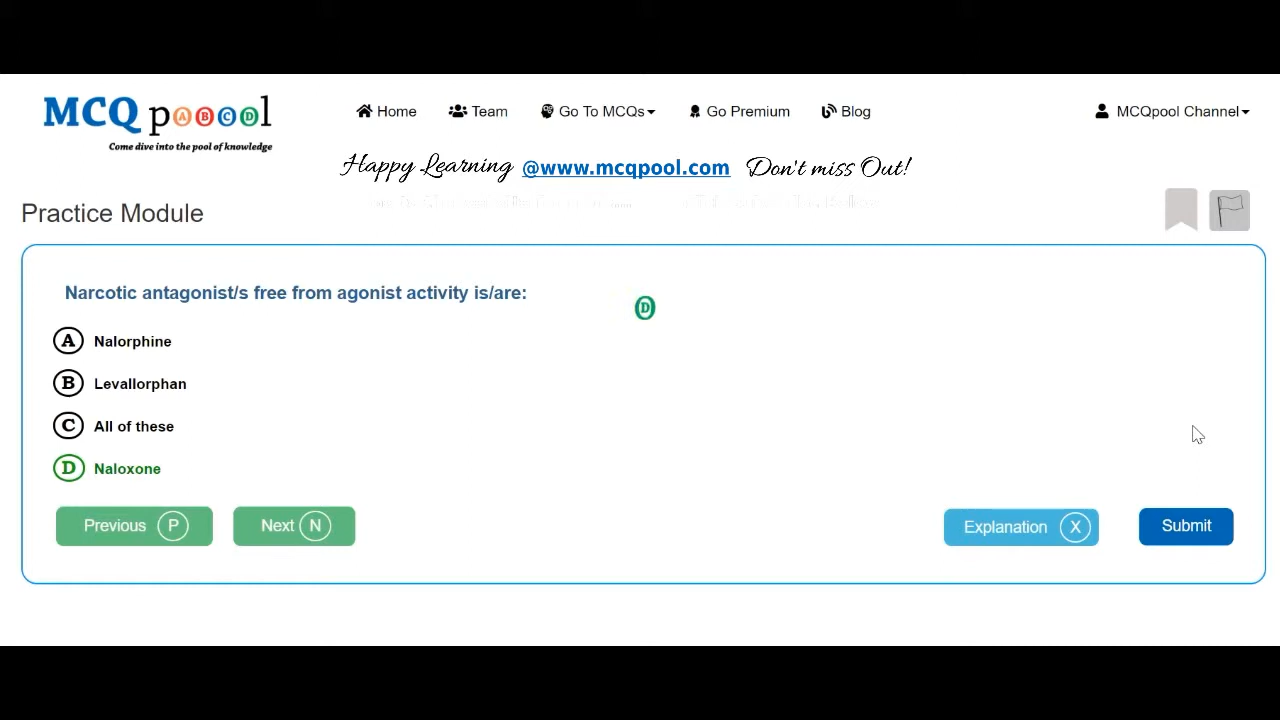 MCQ pABCDl
Come dive into the pool of knowledge
Home Team Go To MCQs Go Premium Blog MCQpool Channel
Happy Learning @www.mcqpool.com Don't miss Out!
Practice Module
Narcotic antagonist/s free from agonist activity is/are:
D
A Nalorphine
B Levallorphan
C All of these
D Naloxone
Previous P Next N Explanation X Submit